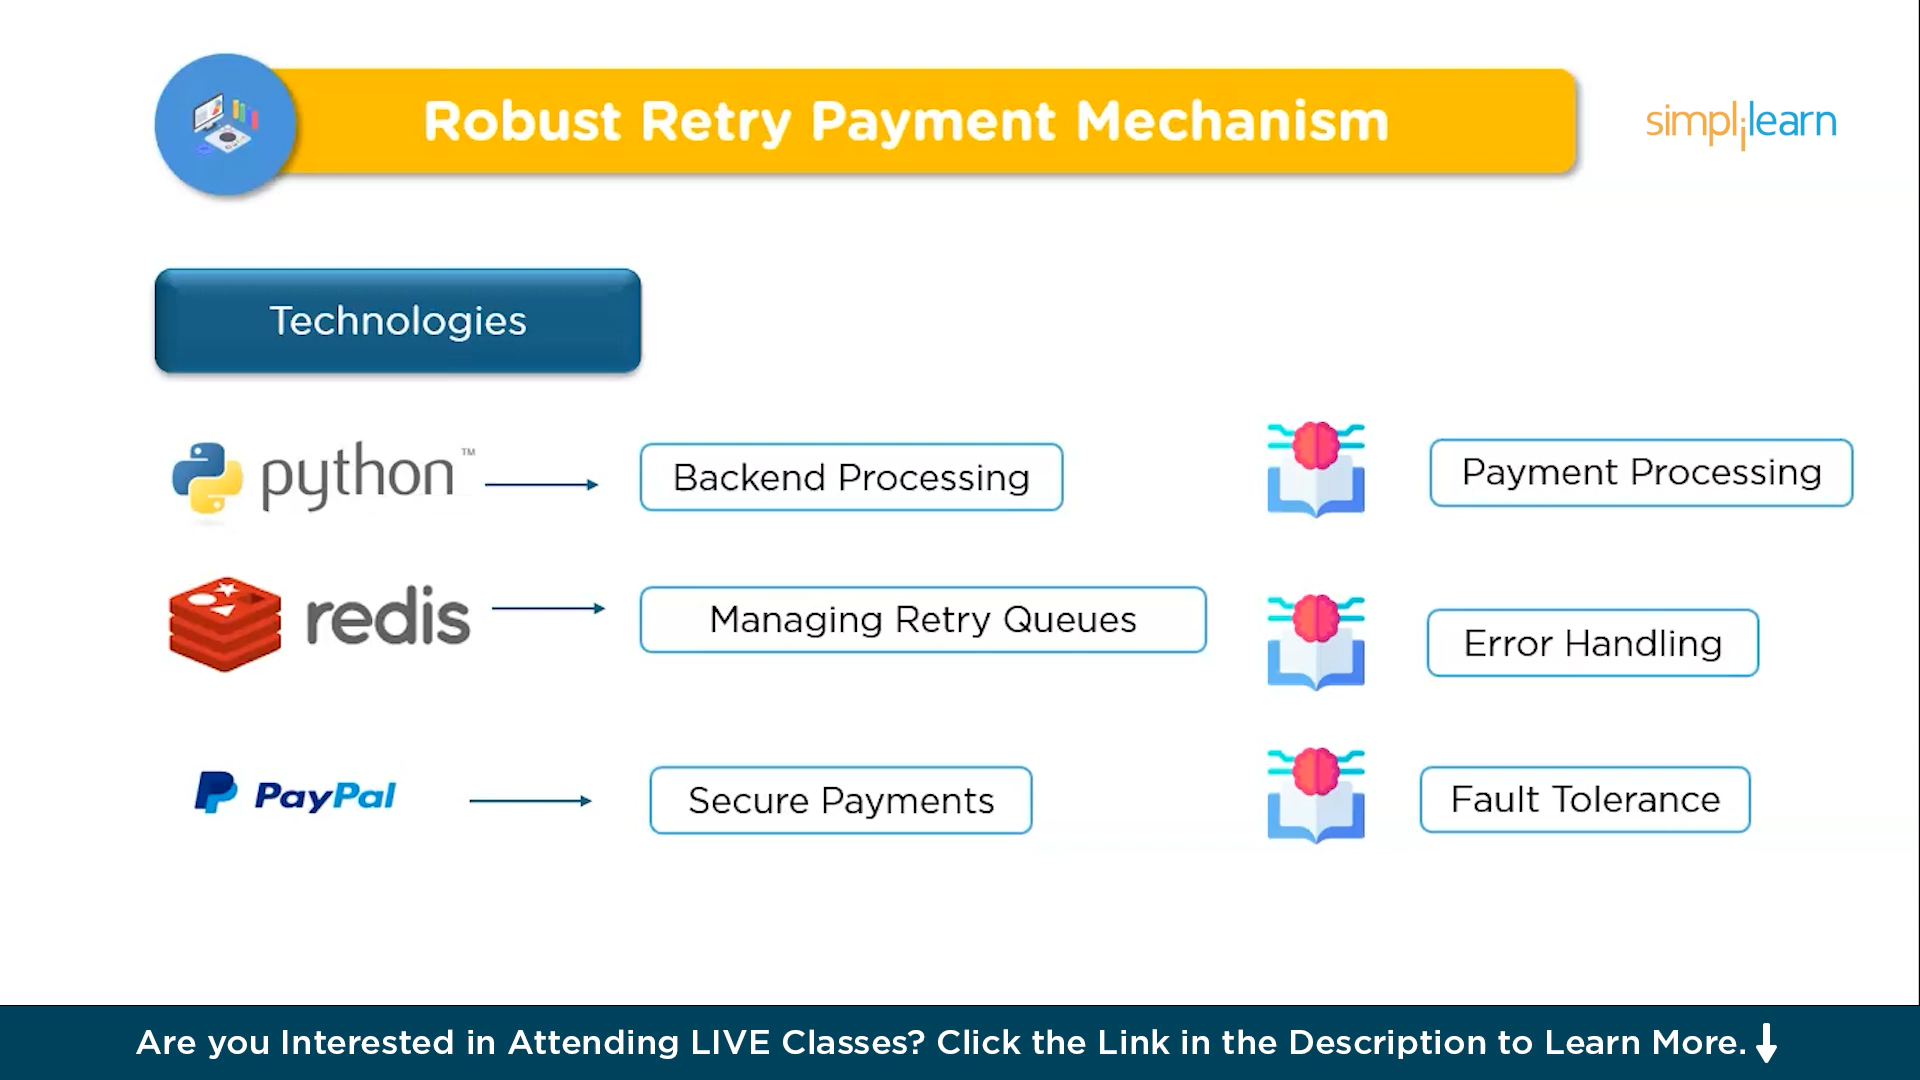 Robust Retry Payment Mechanism
simplilearn
Technologies
python™
Backend Processing
Payment Processing
redis
Managing Retry Queues
Error Handling
PayPal
Secure Payments
Fault Tolerance
Are you Interested in Attending LIVE Classes? Click the Link in the Description to Learn More.